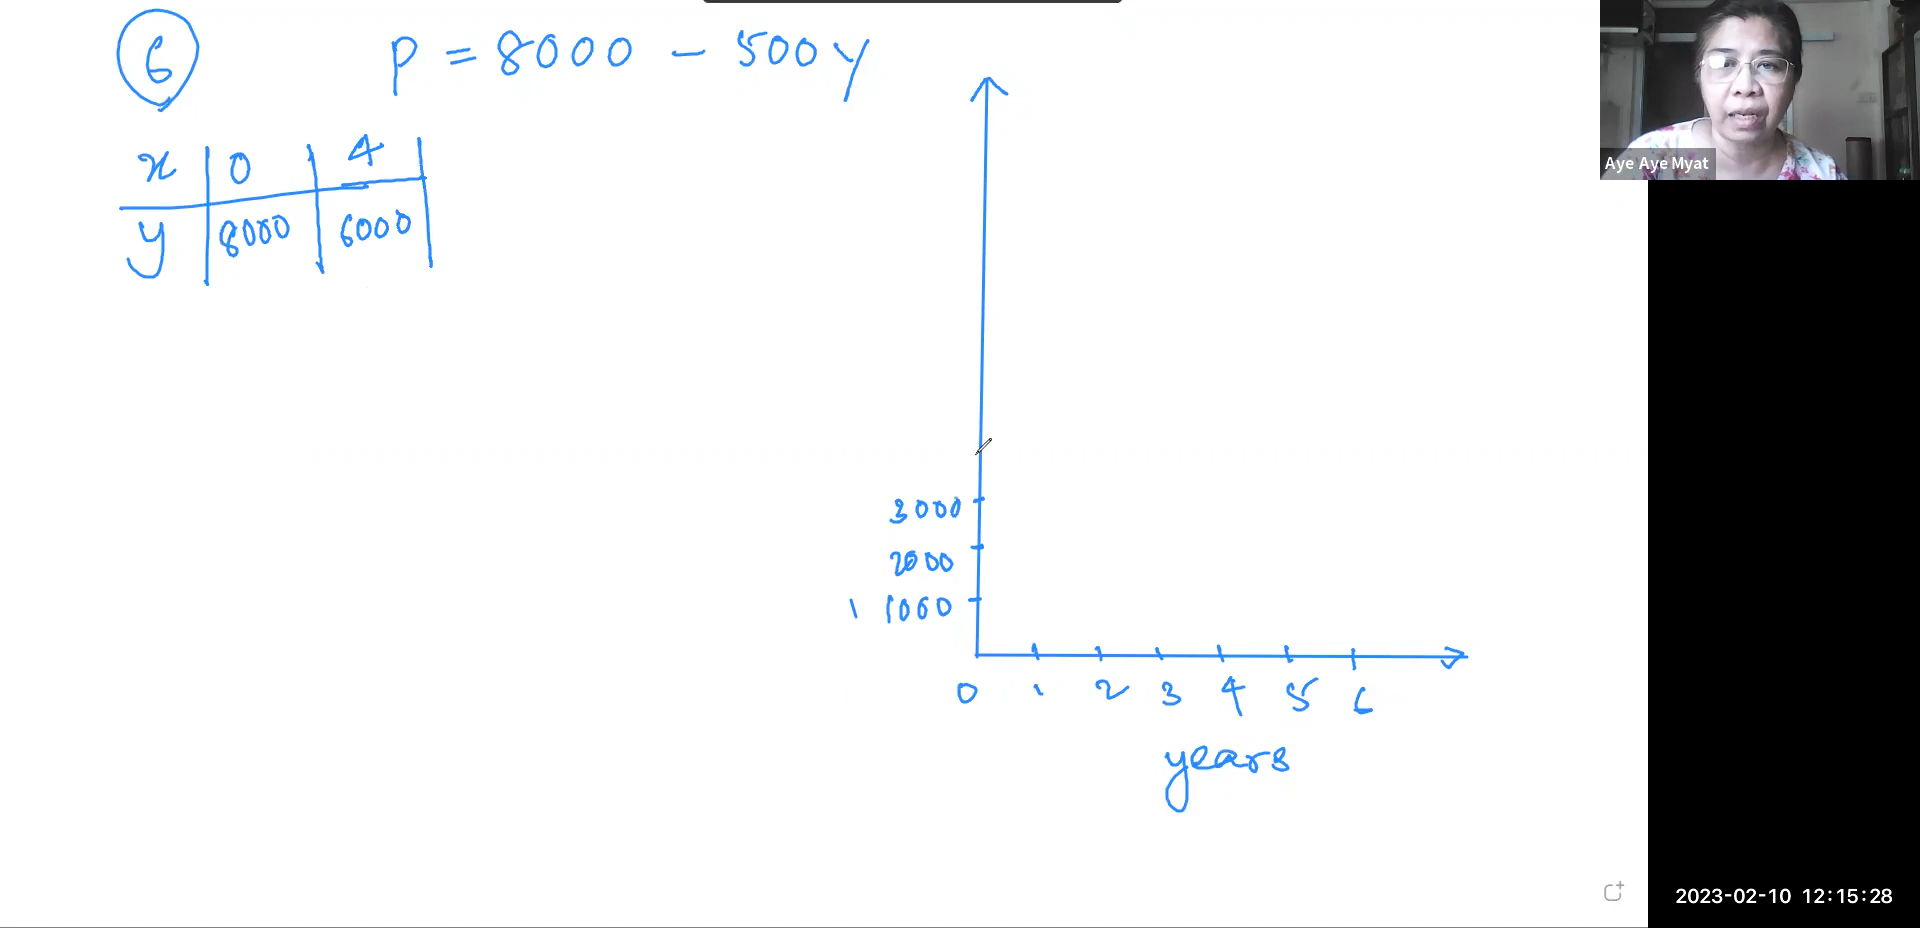 6
P = 8000 - 500y
x 0 4
y 8000 6000
3000
2000
1 1000
0 1 2 3 4 5 6
years
Aye Aye Myat
2023-02-10 12:15:28